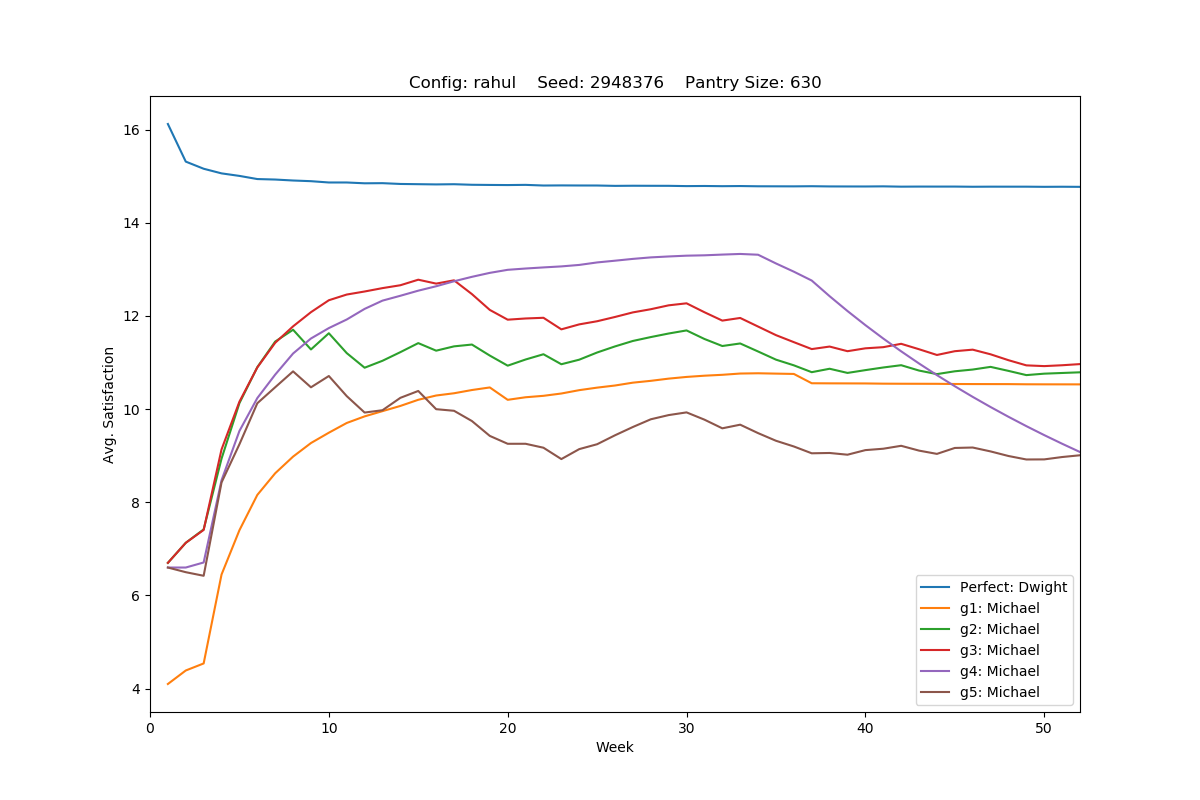 Config: rahul    Seed: 2948376    Pantry Size: 630
16
14
12
10
8
6
4
Avg. Satisfaction
0 10 20 30 40 50
Week
Perfect: Dwight
g1: Michael
g2: Michael
g3: Michael
g4: Michael
g5: Michael